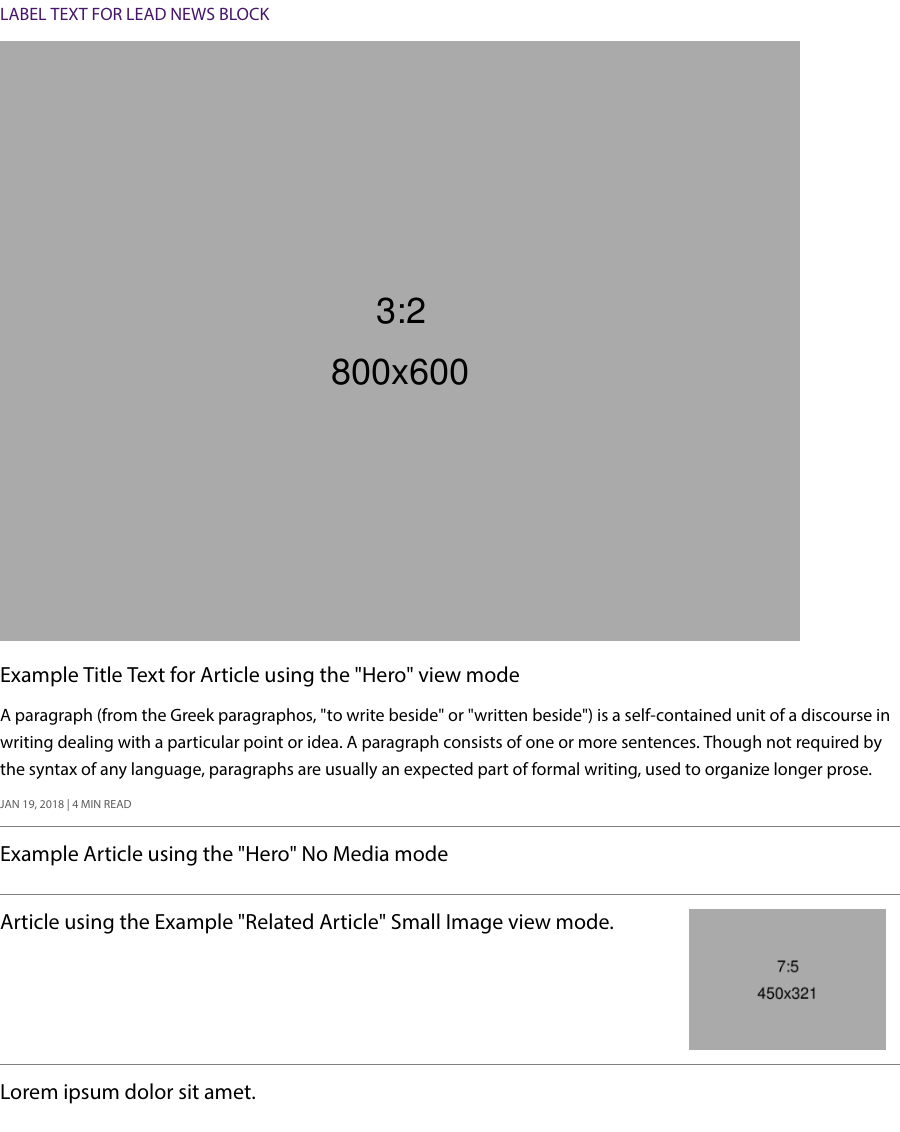 LABEL TEXT FOR LEAD NEWS BLOCK
3:2
800x600
Example Title Text for Article using the "Hero" view mode
A paragraph (from the Greek paragraphos, "to write beside" or "written beside") is a self-contained unit of a discourse in
writing dealing with a particular point or idea. A paragraph consists of one or more sentences. Though not required by
the syntax of any language, paragraphs are usually an expected part of formal writing, used to organize longer prose.
JAN 19, 2018 | 4 MIN READ
Example Article using the "Hero" No Media mode
Article using the Example "Related Article" Small Image view mode.
7:5
450x321
Lorem ipsum dolor sit amet.